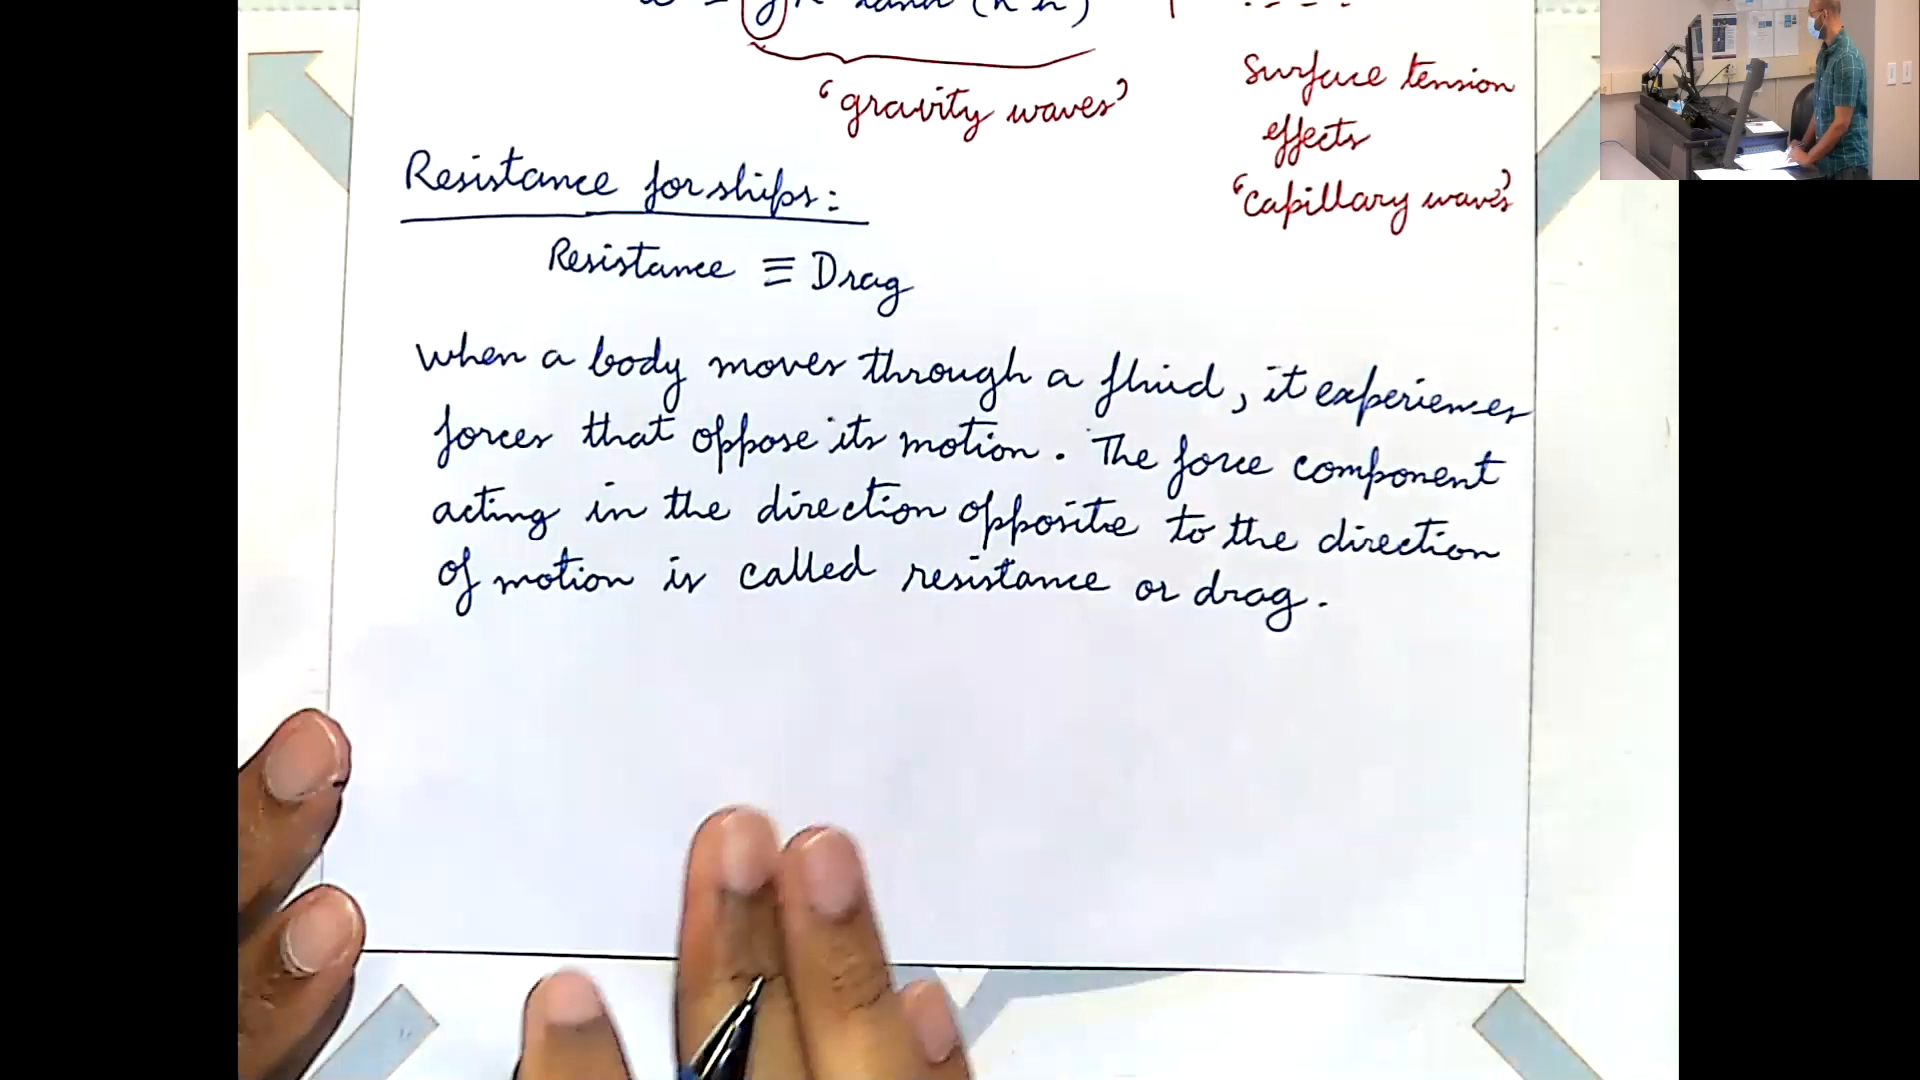 'gravity waves'
Surface tension
effects
'capillary waves'
Resistance for ships:
Resistance ≡ Drag
When a body moves through a fluid, it experiences
forces that oppose its motion. The force component
acting in the direction opposite to the direction
of motion is called resistance or drag.